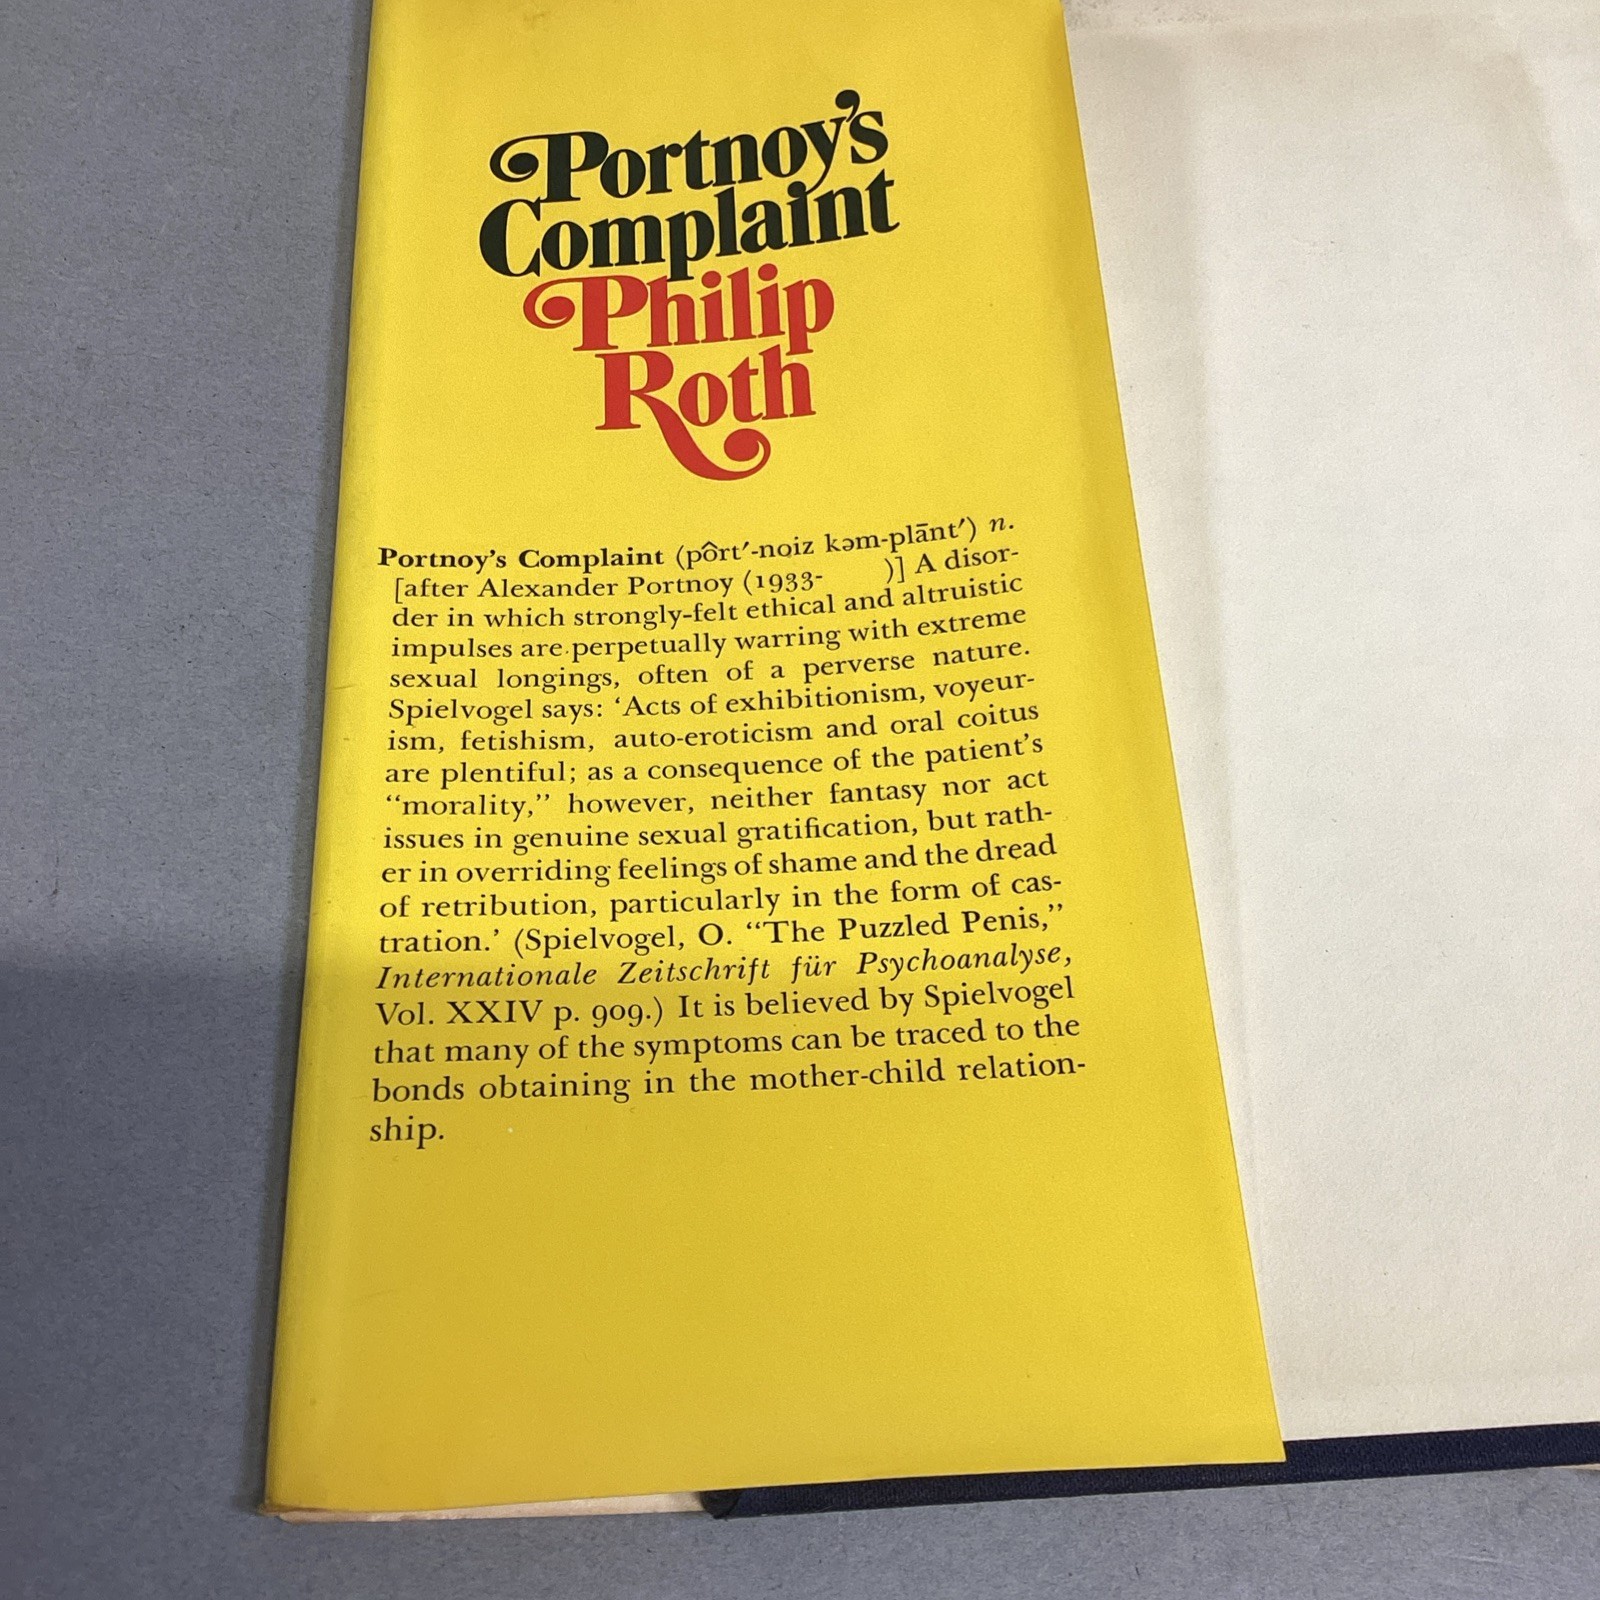 Portnoy's
Complaint
Philip
Roth
Portnoy's Complaint (pôrt′-noiz kəm-plānt′) n.
[after Alexander Portnoy (1933- )] A disor-
der in which strongly-felt ethical and altruistic
impulses are perpetually warring with extreme
sexual longings, often of a perverse nature.
Spielvogel says: ‘Acts of exhibitionism, voyeur-
ism, fetishism, auto-eroticism and oral coitus
are plentiful; as a consequence of the patient's
“morality,” however, neither fantasy nor act
issues in genuine sexual gratification, but rath-
er in overriding feelings of shame and the dread
of retribution, particularly in the form of cas-
tration.’ (Spielvogel, O. “The Puzzled Penis,”
Internationale Zeitschrift für Psychoanalyse,
Vol. XXIV p. 909.) It is believed by Spielvogel
that many of the symptoms can be traced to the
bonds obtaining in the mother-child relation-
ship.